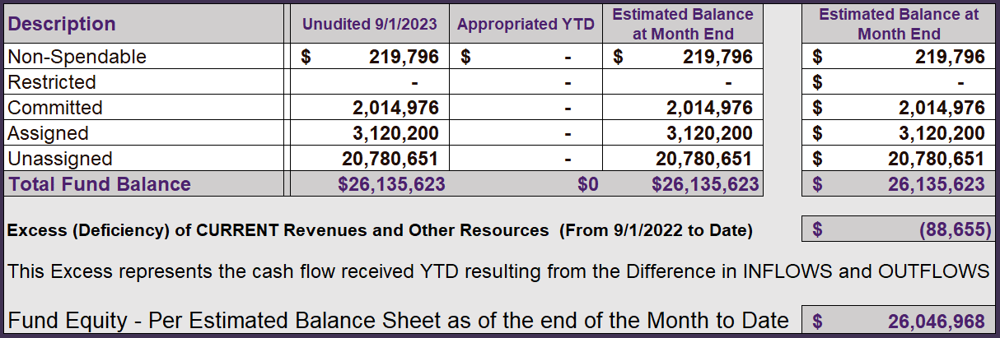 Description Unudited 9/1/2023 Appropriated YTD Estimated Balance at Month End Estimated Balance at Month End
Non-Spendable $ 219,796 $ - $ 219,796 $ 219,796
Restricted - - - $ -
Committed 2,014,976 - 2,014,976 $ 2,014,976
Assigned 3,120,200 - 3,120,200 $ 3,120,200
Unassigned 20,780,651 - 20,780,651 $ 20,780,651
Total Fund Balance $26,135,623 $0 $26,135,623 $ 26,135,623
Excess (Deficiency) of CURRENT Revenues and Other Resources (From 9/1/2022 to Date) $ (88,655)
This Excess represents the cash flow received YTD resulting from the Difference in INFLOWS and OUTFLOWS
Fund Equity - Per Estimated Balance Sheet as of the end of the Month to Date $ 26,046,968